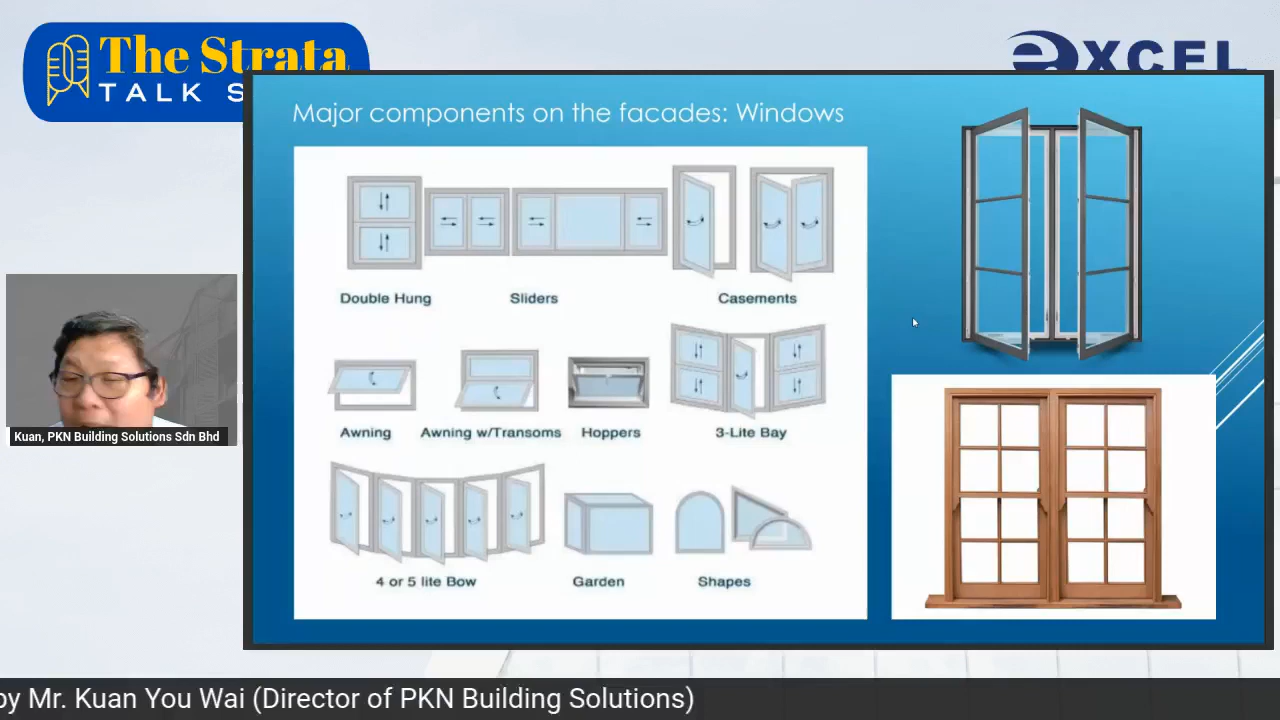 The Strata
TALK S
EXCEL
Major components on the facades: Windows
Double Hung
Sliders
Casements
Awning
Awning w/Transoms
Hoppers
3-Lite Bay
4 or 5 lite Bow
Garden
Shapes
Kuan, PKN Building Solutions Sdn Bhd
by Mr. Kuan You Wai (Director of PKN Building Solutions)